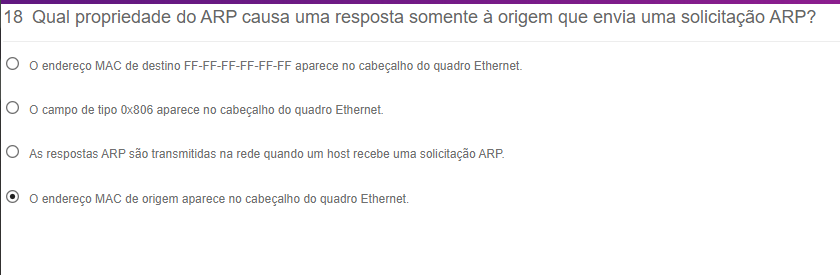 18 Qual propriedade do ARP causa uma resposta somente à origem que envia uma solicitação ARP?
O endereço MAC de destino FF-FF-FF-FF-FF-FF aparece no cabeçalho do quadro Ethernet.
O campo de tipo 0x806 aparece no cabeçalho do quadro Ethernet.
As respostas ARP são transmitidas na rede quando um host recebe uma solicitação ARP.
O endereço MAC de origem aparece no cabeçalho do quadro Ethernet.